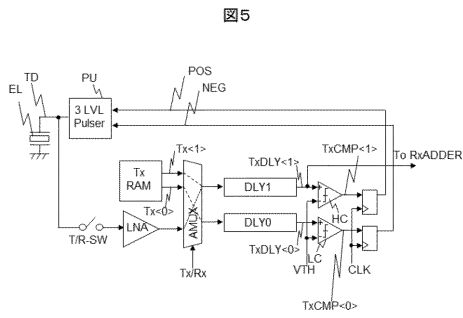 図5
TD
EL
PU
POS
NEG
3 LVL
Pulser
Tx<1>
Tx
RAM
Tx<0>
AMUX
TxDLY<1>
TxCMP<1>
To RxADDER
DLY1
HC
DLY0
LC
T/R-SW
LNA
TxDLY<0>
Tx/Rx
VTH
CLK
TxCMP<0>